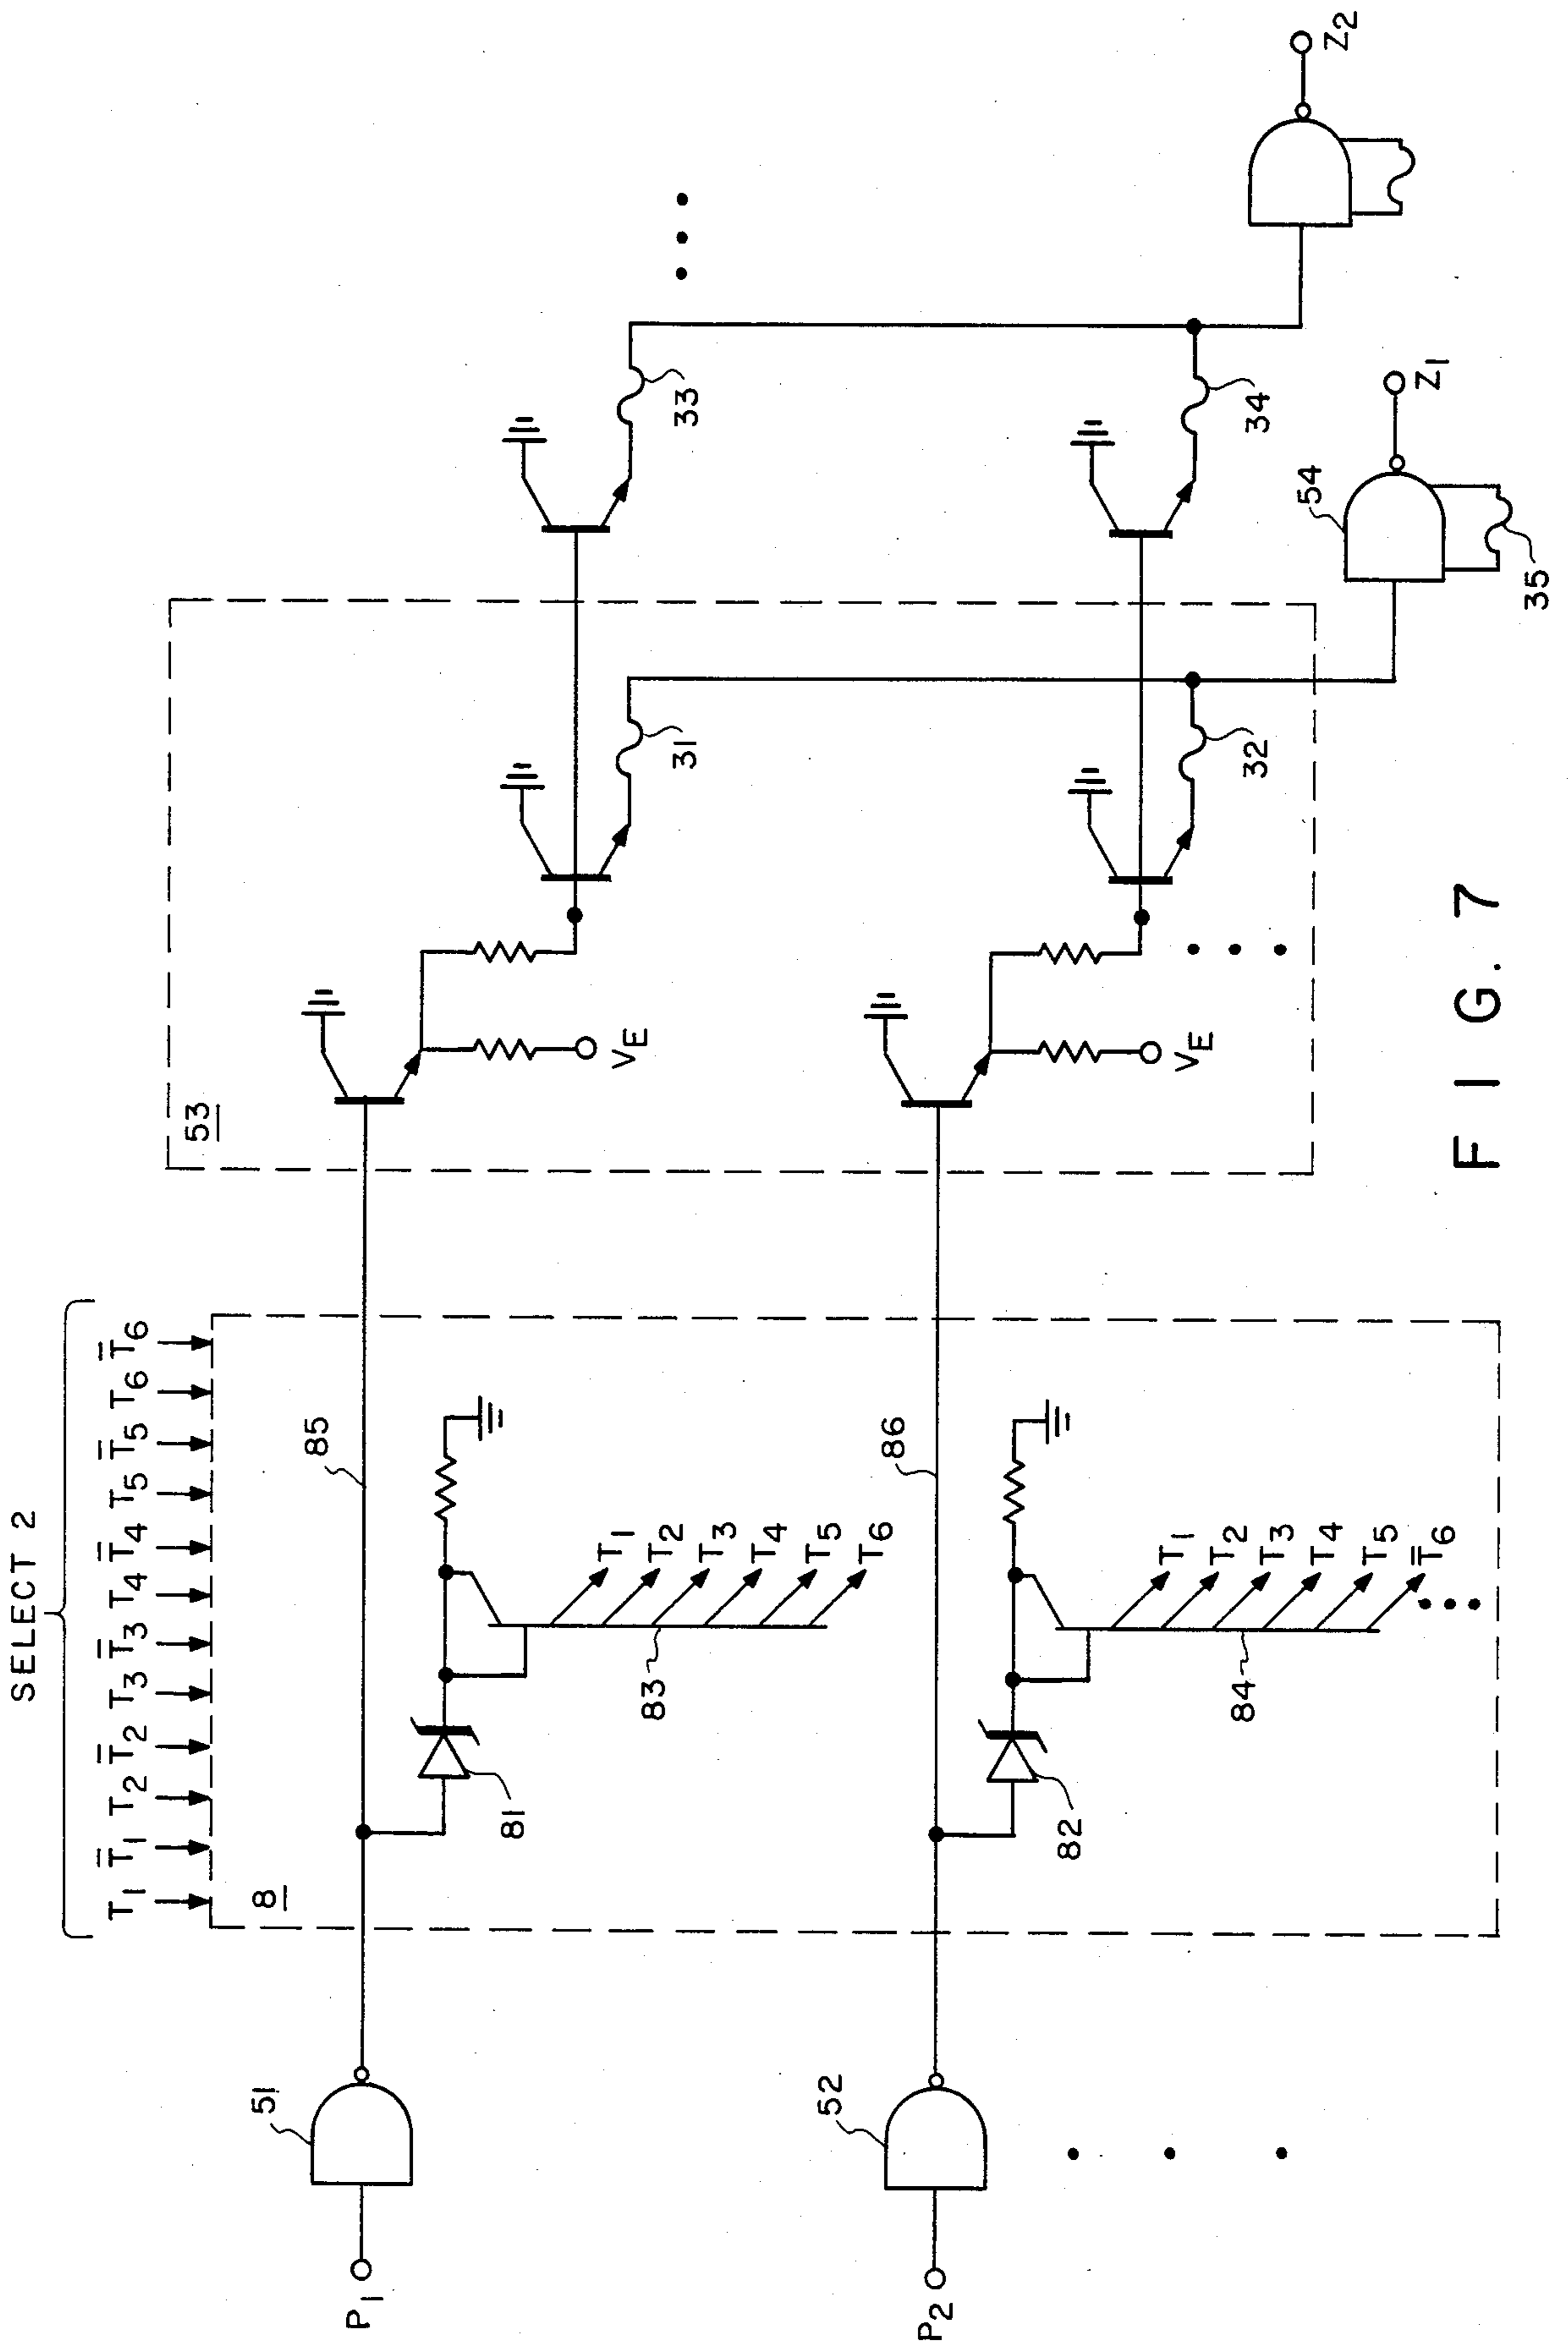 SELECT 2
T1 T̅1 T2 T̅2 T3 T̅3 T4 T̅4 T5 T̅5 T6 T̅6
8
53
P1
51
85
81
83
T1
T2
T3
T4
T5
T6
VE
31
33
P2
52
86
82
84
T1
T2
T3
T4
T5
T̅6
VE
32
34
54
35
Z1
Z2
FIG. 7